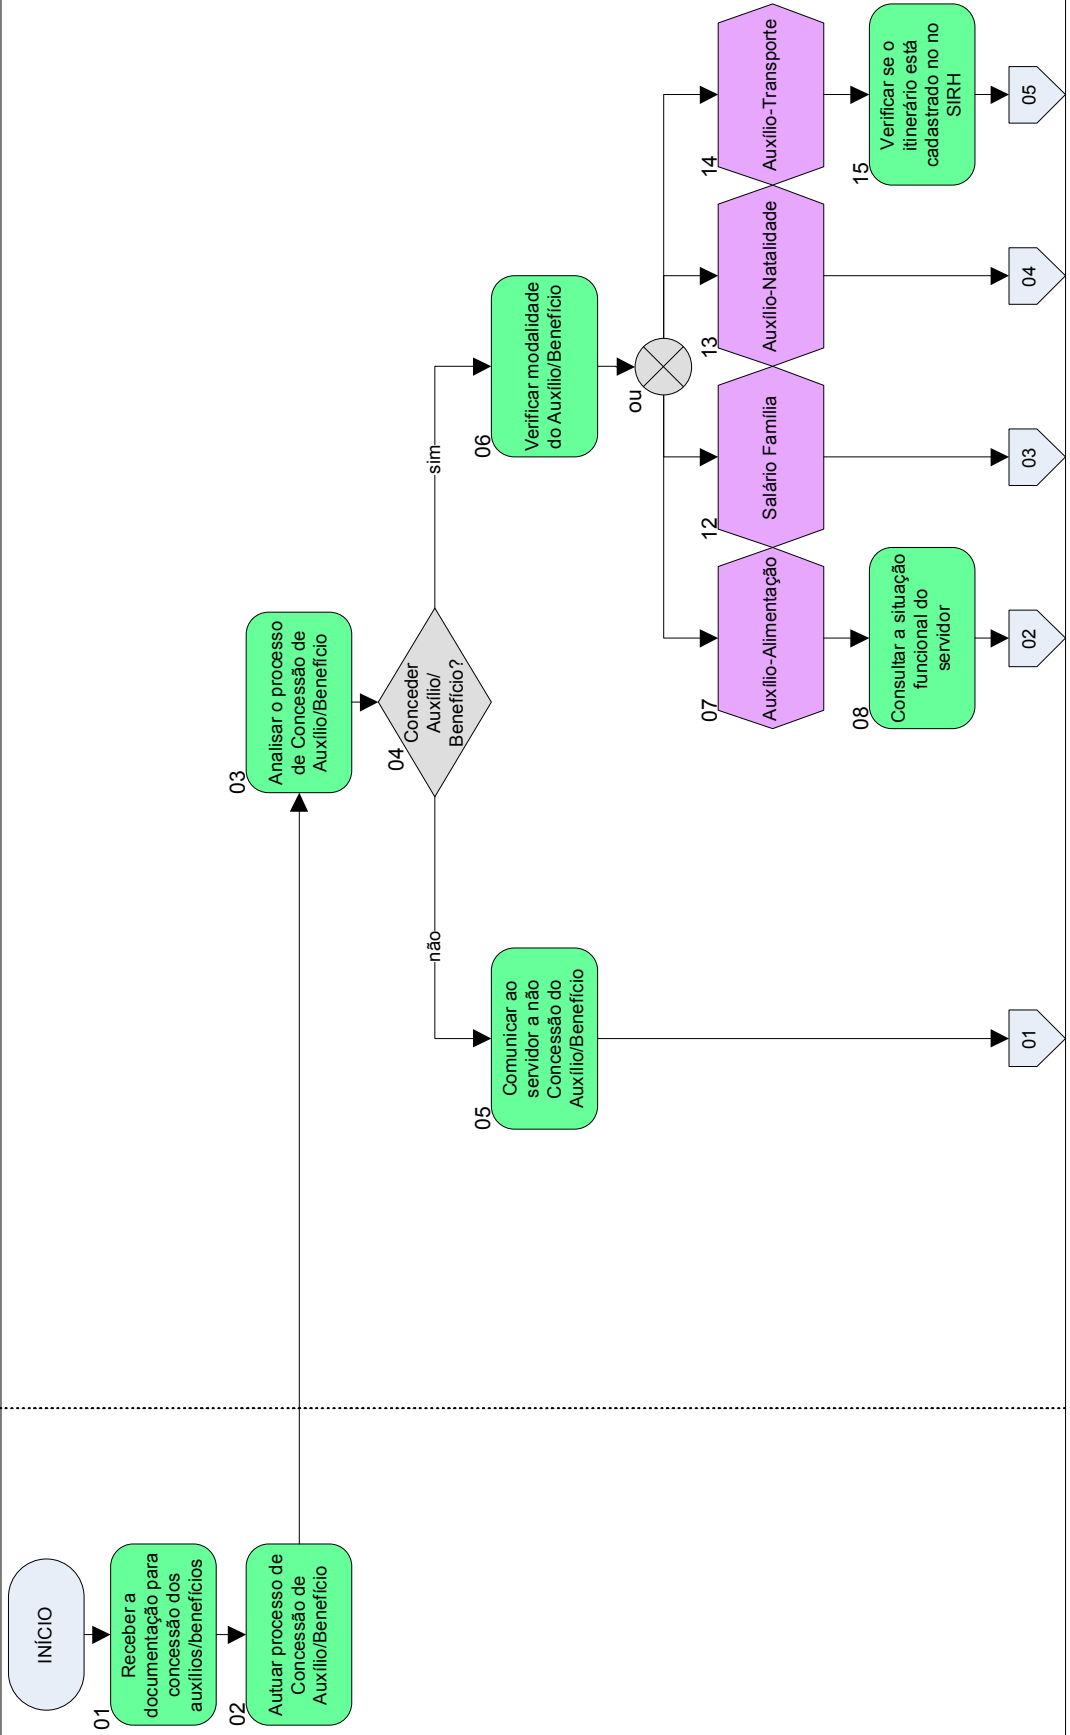 INÍCIO
01
Receber a
documentação para
concessão dos
auxílios/benefícios
02
Autuar processo de
Concessão de
Auxílio/Benefício
03
Analisar o processo
de Concessão de
Auxílio/Benefício
04
Conceder
Auxílio/
Benefício?
não
sim
05
Comunicar ao
servidor a não
Concessão do
Auxílio/Benefício
06
Verificar modalidade
do Auxílio/Benefício
ou
07
Auxílio-Alimentação
12
Salário Família
13
Auxílio-Natalidade
14
Auxílio-Transporte
08
Consultar a situação
funcional do
servidor
15
Verificar se o
itinerário está
cadastrado no no
SIRH
01
02
03
04
05